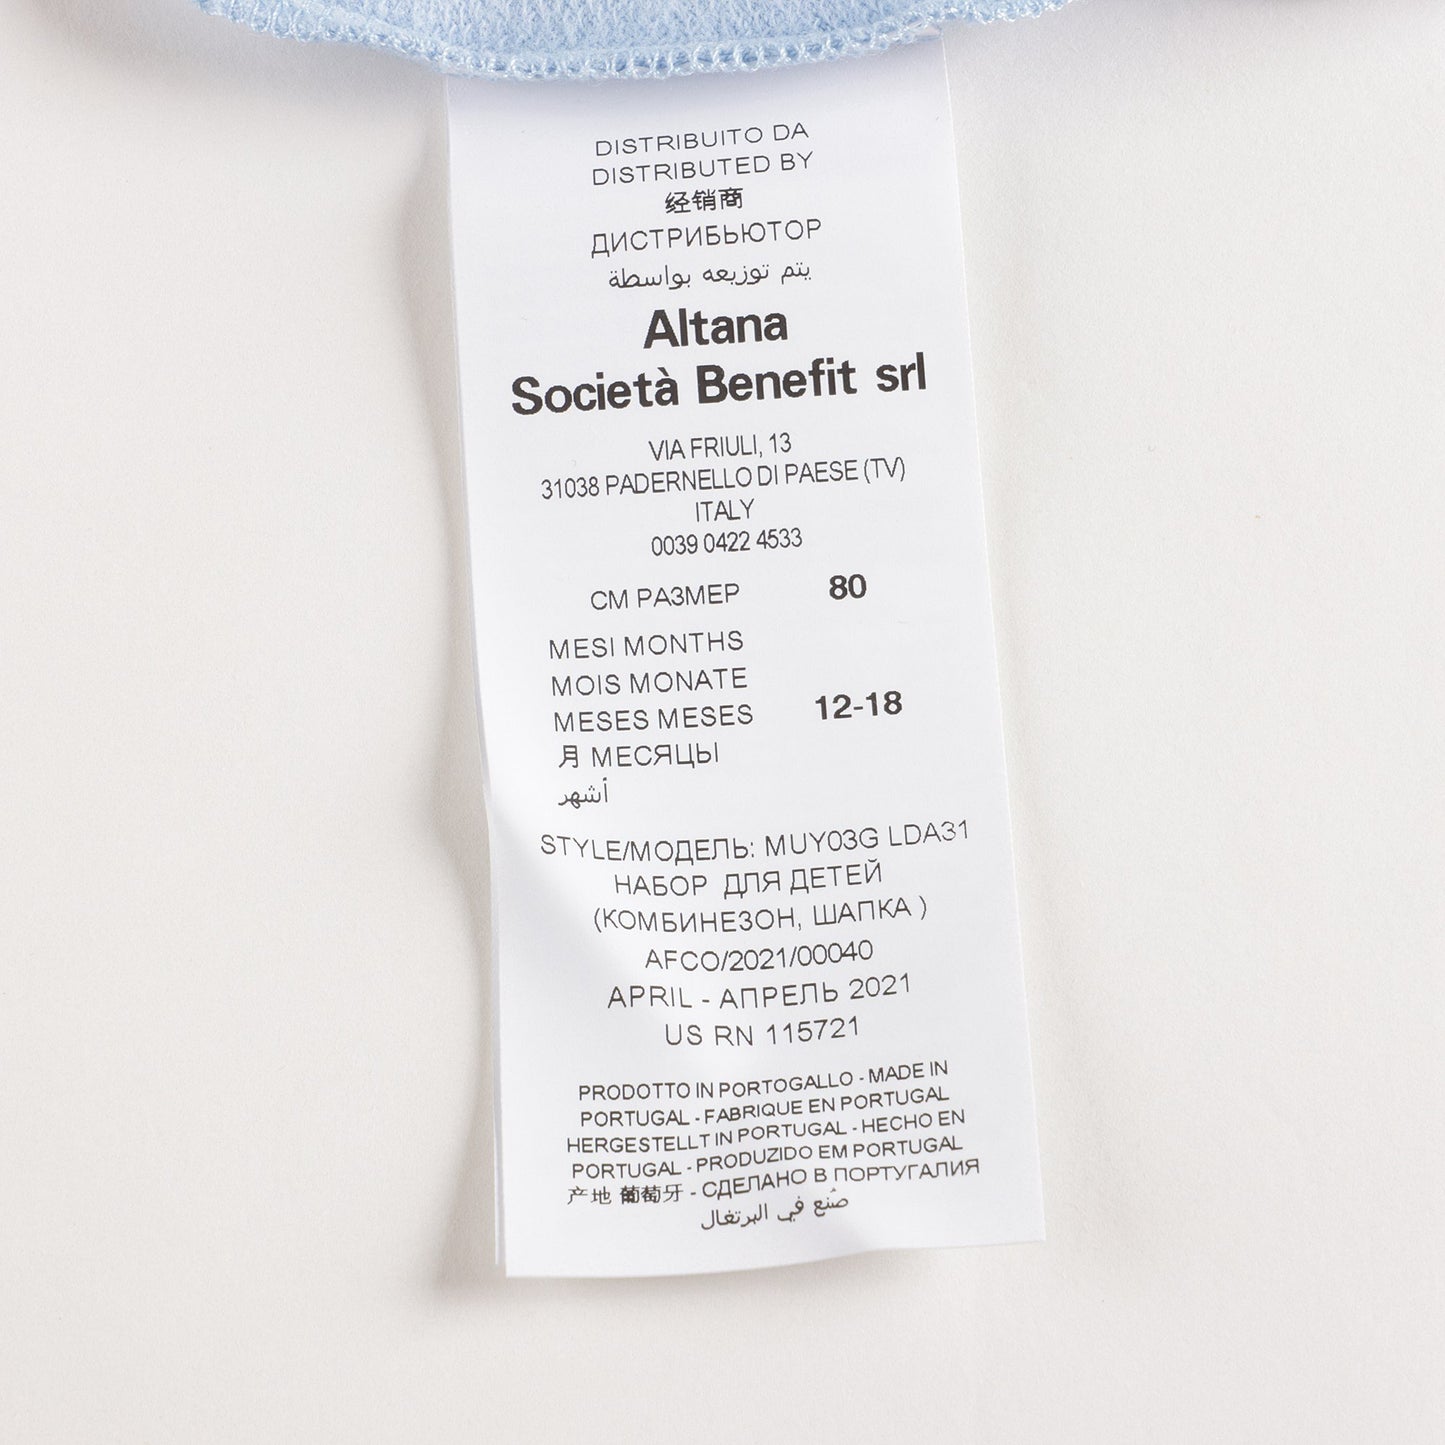 DISTRIBUITO DA
DISTRIBUTED BY
经销商
ДИСТРИБЬЮТОР
يتم توزيعه بواسطة
Altana
Società Benefit srl
VIA FRIULI, 13
31038 PADERNELLO DI PAESE (TV)
ITALY
0039 0422 4533
СМ РАЗМЕР 80
MESI MONTHS
MOIS MONATE
MESES MESES 12-18
月 МЕСЯЦЫ
أشهر
STYLE/МОДЕЛЬ: MUY03G LDA31
НАБОР ДЛЯ ДЕТЕЙ
(КОМБИНЕЗОН, ШАПКА )
AFCO/2021/00040
APRIL - АПРЕЛЬ 2021
US RN 115721
PRODOTTO IN PORTOGALLO - MADE IN
PORTUGAL - FABRIQUE EN PORTUGAL
HERGESTELLT IN PORTUGAL - HECHO EN
PORTUGAL - PRODUZIDO EM PORTUGAL
产地 葡萄牙 - СДЕЛАНО В ПОРТУГАЛИЯ
صُنع في البرتغال